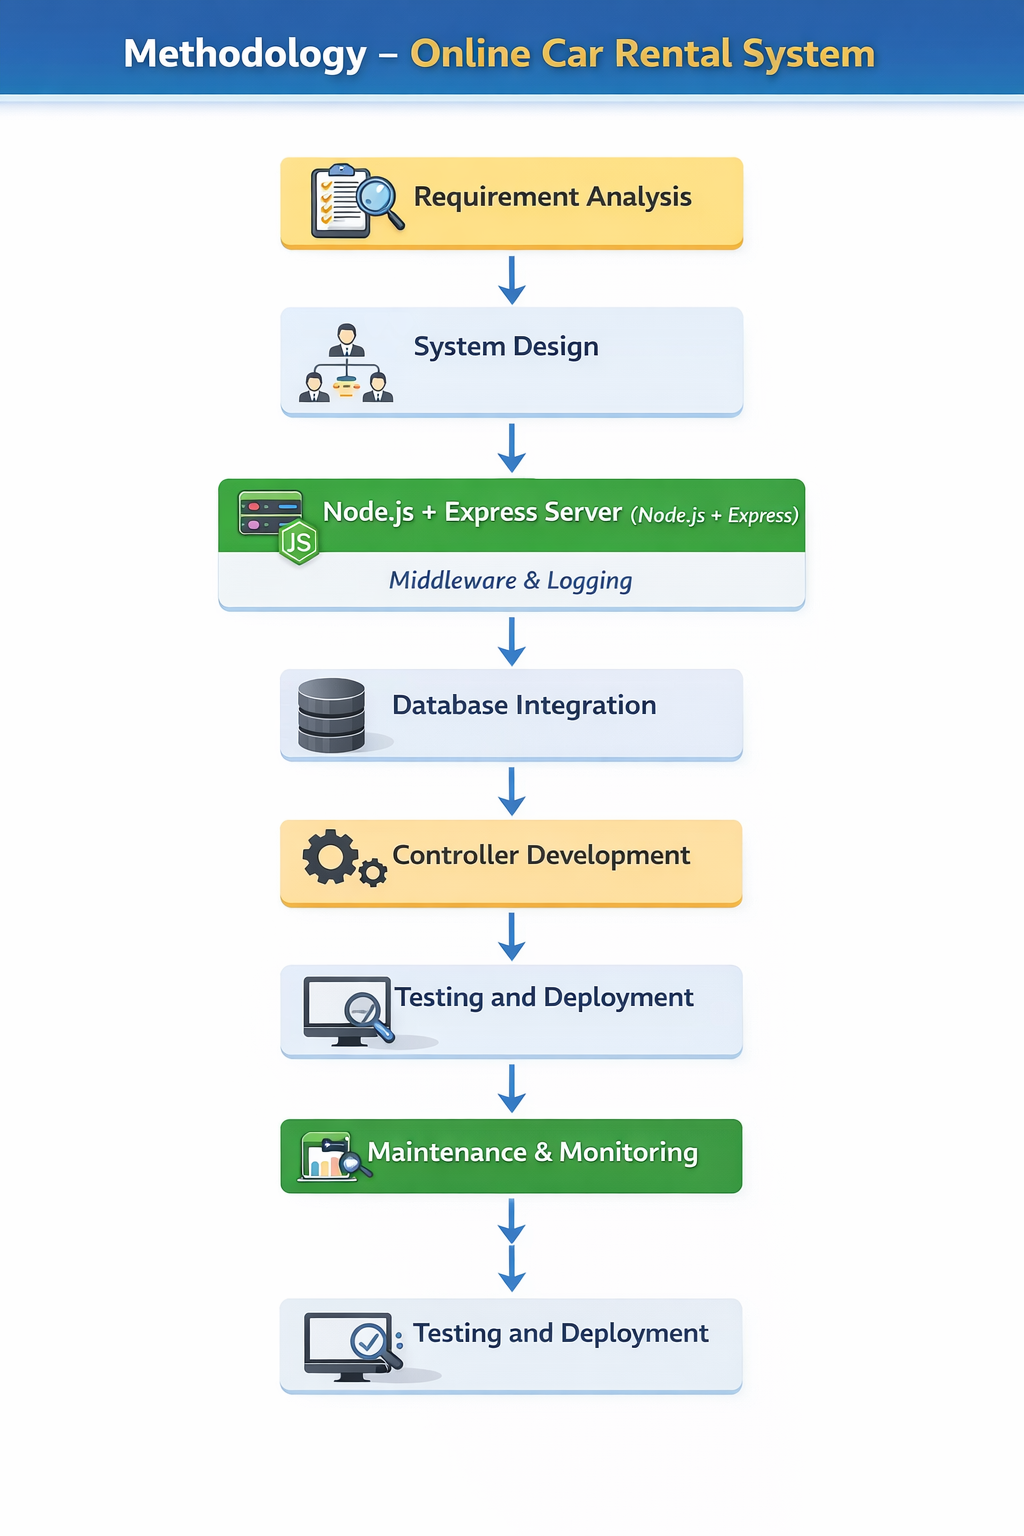 Methodology – Online Car Rental System
Requirement Analysis
System Design
Node.js + Express Server (Node.js + Express)
JS
Middleware & Logging
Database Integration
Controller Development
Testing and Deployment
Maintenance & Monitoring
Testing and Deployment